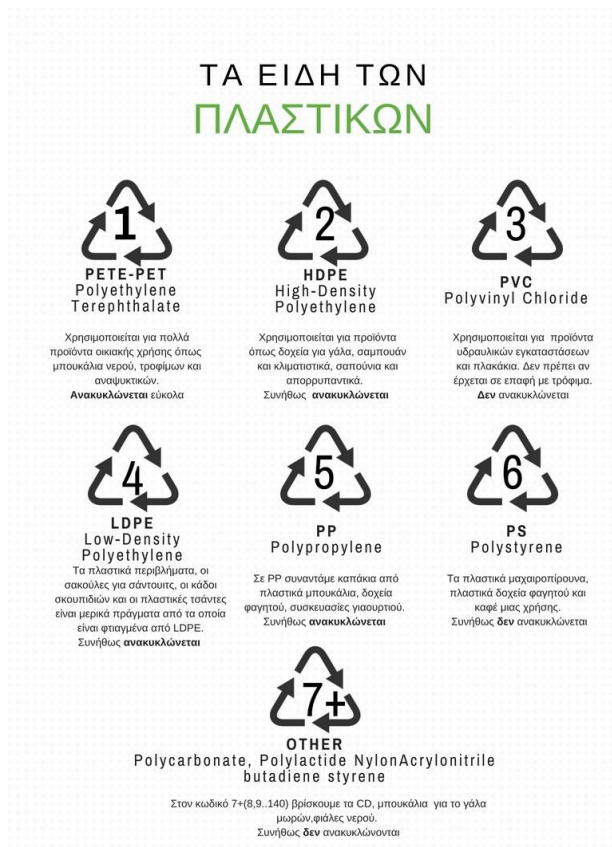 ΤΑ ΕΙΔΗ ΤΩΝ
ΠΛΑΣΤΙΚΩΝ
1
PETE-PET
Polyethylene
Terephthalate
Χρησιμοποιείται για πολλά
προϊόντα οικιακής χρήσης όπως
μπουκάλια νερού, τροφίμων και
αναψυκτικών.
Ανακυκλώνεται εύκολα
2
HDPE
High-Density
Polyethylene
Χρησιμοποιείται για προϊόντα
όπως δοχεία για γάλα, σαμπουάν
και κλιματιστικά, σαπούνια και
απορρυπαντικά.
Συνήθως ανακυκλώνεται
3
PVC
Polyvinyl Chloride
Χρησιμοποιείται για προϊόντα
υδραυλικών εγκαταστάσεων
και πλακάκια. Δεν πρέπει αν
έρχεται σε επαφή με τρόφιμα.
Δεν ανακυκλώνεται
4
LDPE
Low-Density
Polyethylene
Τα πλαστικά περιβλήματα, οι
σακούλες για σάντουιτς, οι κάδοι
σκουπιδιών και οι πλαστικές τσάντες
είναι μερικά πράγματα από τα οποία
είναι φτιαγμένα από LDPE.
Συνήθως ανακυκλώνεται
5
PP
Polypropylene
Σε PP συναντάμε καπάκια από
πλαστικά μπουκάλια, δοχεία
φαγητού, συσκευασίες γιαουρτιού.
Συνήθως ανακυκλώνεται
6
PS
Polystyrene
Τα πλαστικά μαχαιροπίρουνα,
πλαστικά δοχεία φαγητού και
καφέ μιας χρήσης.
Συνήθως δεν ανακυκλώνεται
7+
OTHER
Polycarbonate, Polylactide NylonAcrylonitrile
butadiene styrene
Στον κωδικό 7+(8,9..140) βρίσκουμε τα CD, μπουκάλια για το γάλα
μωρών,φιάλες νερού.
Συνήθως δεν ανακυκλώνονται